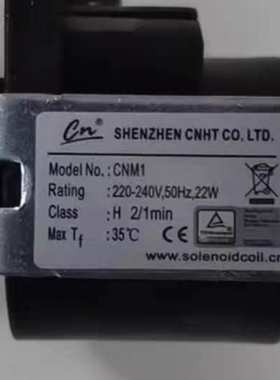 Cn SHENZHEN CNHT CO. LTD.
Model No. : CNM1
Rating : 220-240V,50Hz,22W
Class : H 2/1min
Max Tf : 35℃ CE
www.solenoidcoil.cn